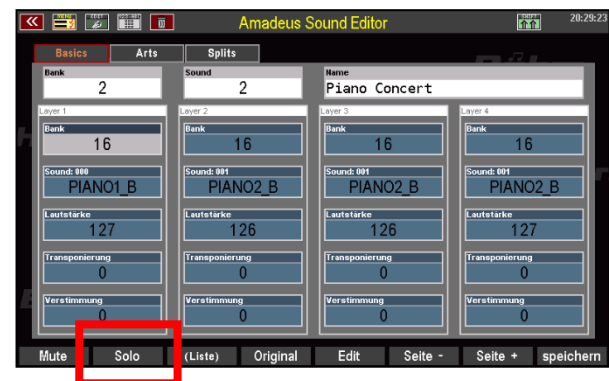 MENU EDIT SHIFT
Amadeus Sound Editor 20:29:23
Basics Arts Splits
Bank Sound Name
2 2 Piano Concert
Layer 1 Layer 2 Layer 3 Layer 4
Bank Bank Bank Bank
16 16 16 16
Sound: 000 Sound: 001 Sound: 001 Sound: 001
PIANO1_B PIANO2_B PIANO2_B PIANO2_B
Lautstärke Lautstärke Lautstärke Lautstärke
127 126 126 127
Transponierung Transponierung Transponierung Transponierung
0 0 0 0
Verstimmung Verstimmung Verstimmung Verstimmung
0 0 0 0
Mute Solo (Liste) Original Edit Seite - Seite + speichern